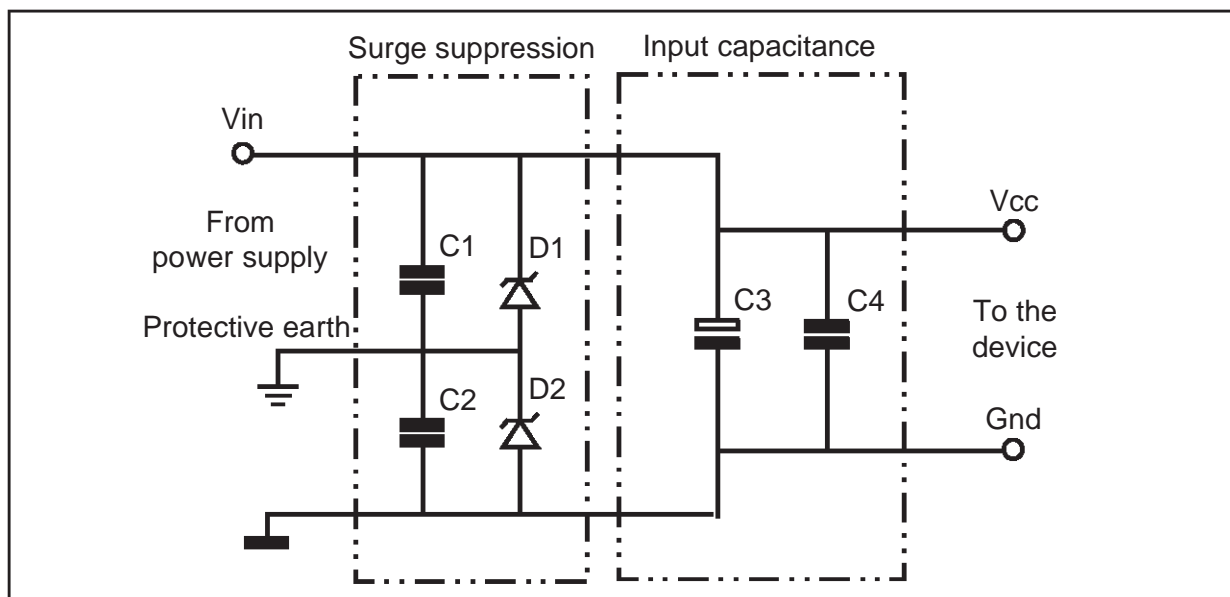 Surge suppression
Input capacitance
Vin
Vcc
From
power supply
C1
D1
C3
C4
To the
device
Protective earth
C2
D2
Gnd